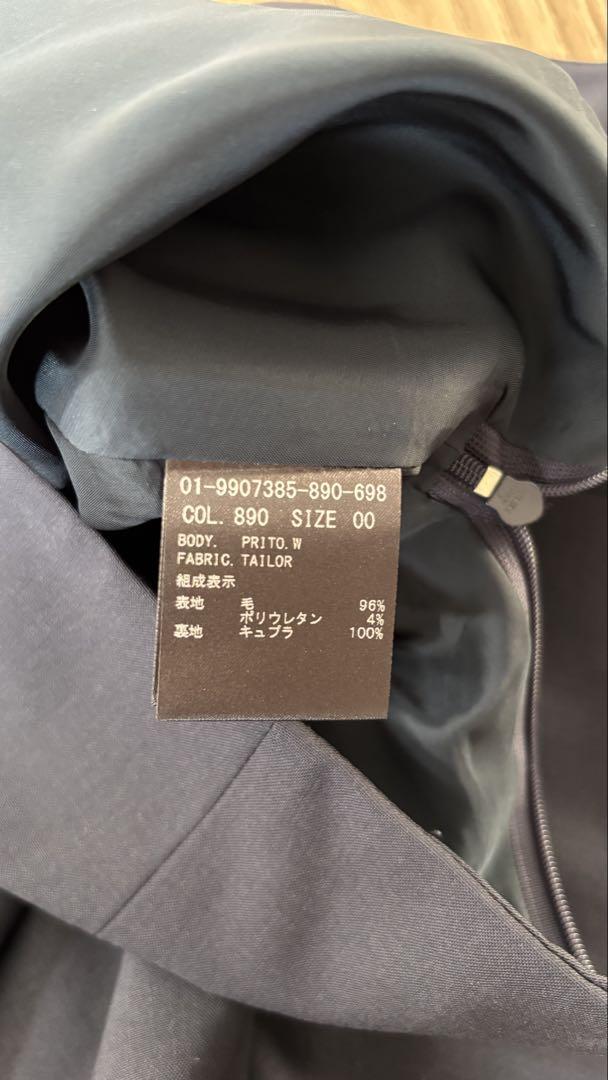 01-9907385-890-698
COL. 890 SIZE 00
BODY. PRITO.W
FABRIC. TAILOR
組成表示
表地 毛 96%
ポリウレタン 4%
裏地 キュプラ 100%